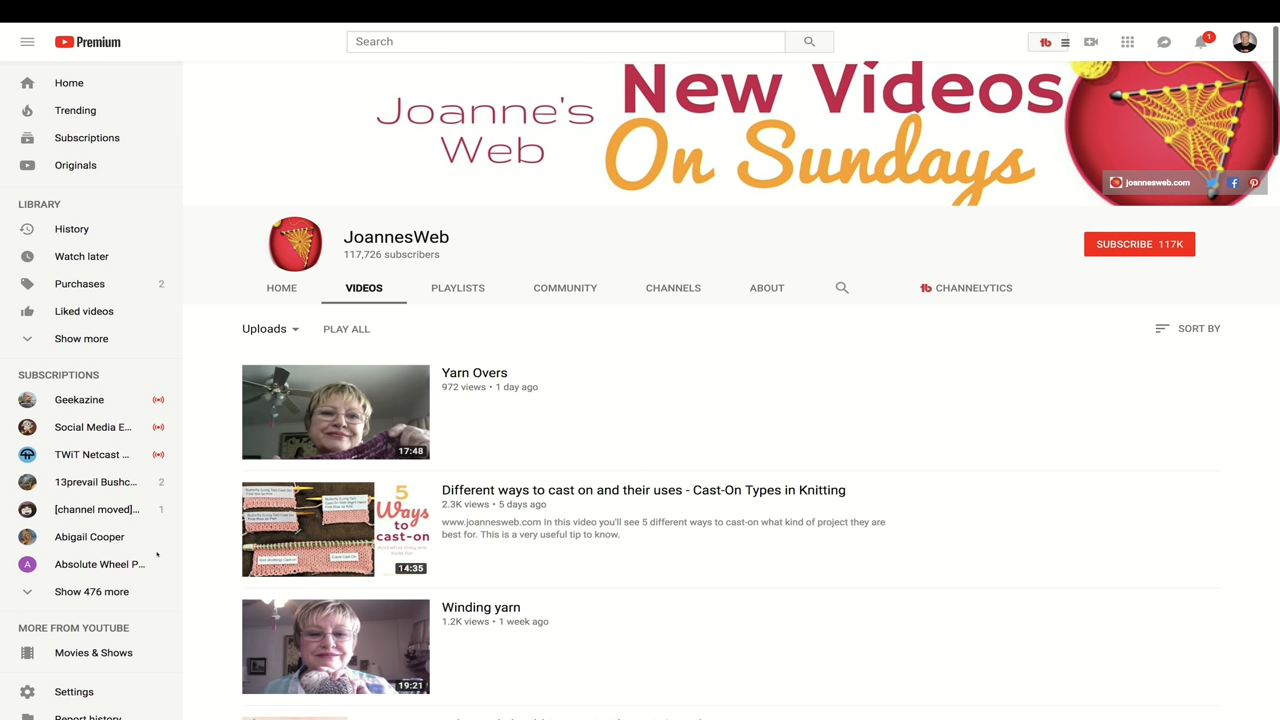 Premium
Search
1
Home
Trending
Subscriptions
Originals
LIBRARY
History
Watch later
Purchases 2
Liked videos
Show more
SUBSCRIPTIONS
Geekazine
Social Media E...
TWiT Netcast ...
13prevail Bushc... 2
[channel moved]... 1
Abigail Cooper
A Absolute Wheel P...
Show 476 more
MORE FROM YOUTUBE
Movies & Shows
Settings
Report history
Joanne's
Web
New Videos
On Sundays
joannesweb.com
JoannesWeb
117,726 subscribers
SUBSCRIBE 117K
HOME VIDEOS PLAYLISTS COMMUNITY CHANNELS ABOUT CHANNELYTICS
Uploads PLAY ALL SORT BY
17:48
Yarn Overs
972 views • 1 day ago
5
Ways
to
cast-on
14:35
Different ways to cast on and their uses - Cast-On Types in Knitting
2.3K views • 5 days ago
www.joannesweb.com In this video you'll see 5 different ways to cast-on what kind of project they are
best for. This is a very useful tip to know.
19:21
Winding yarn
1.2K views • 1 week ago